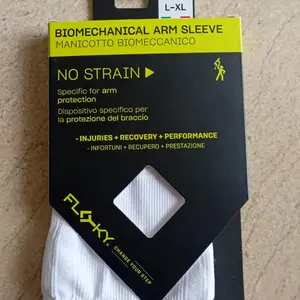 L-XL
BIOMECHANICAL ARM SLEEVE
MANICOTTO BIOMECCANICO
NO STRAIN
Specific for arm
protection
Dispositivo specifico per
la protezione del braccio
- INJURIES + RECOVERY + PERFORMANCE
- INFORTUNI + RECUPERO + PRESTAZIONE
FLOKY.
CHANGE YOUR STEP